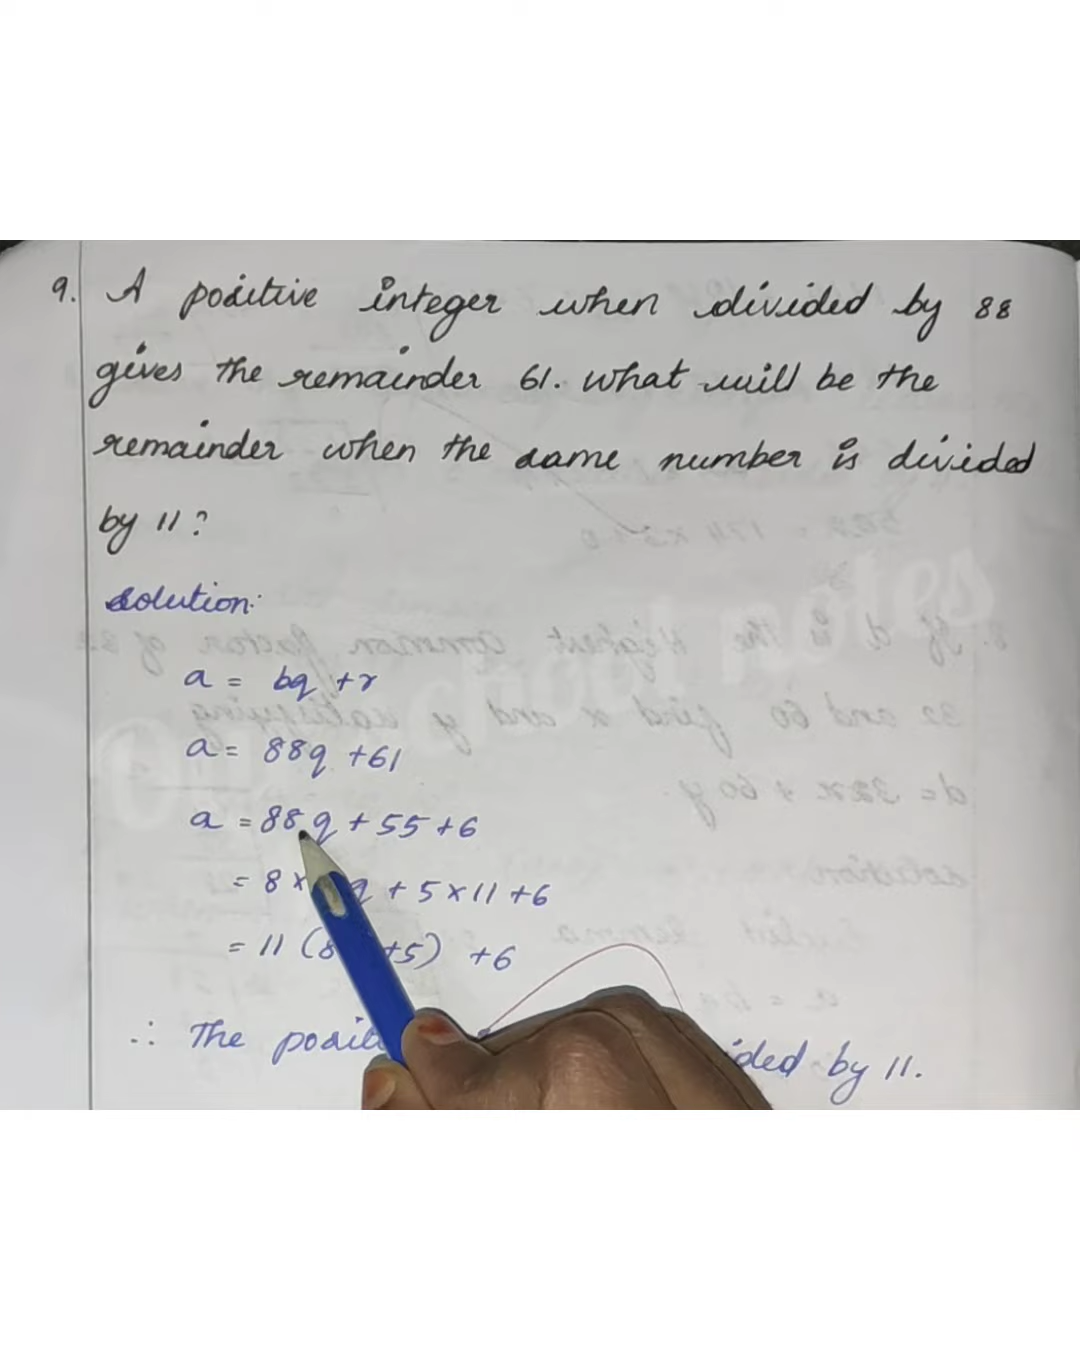 9. A positive integer when divided by 88
gives the remainder 61. what will be the
remainder when the same number is divided
by 11?
solution:
a = bq + r
a = 88q + 61
a = 88q + 55 + 6
= 8 × q + 5 × 11 + 6
= 11 (8 +5) + 6
∴ The by 11.